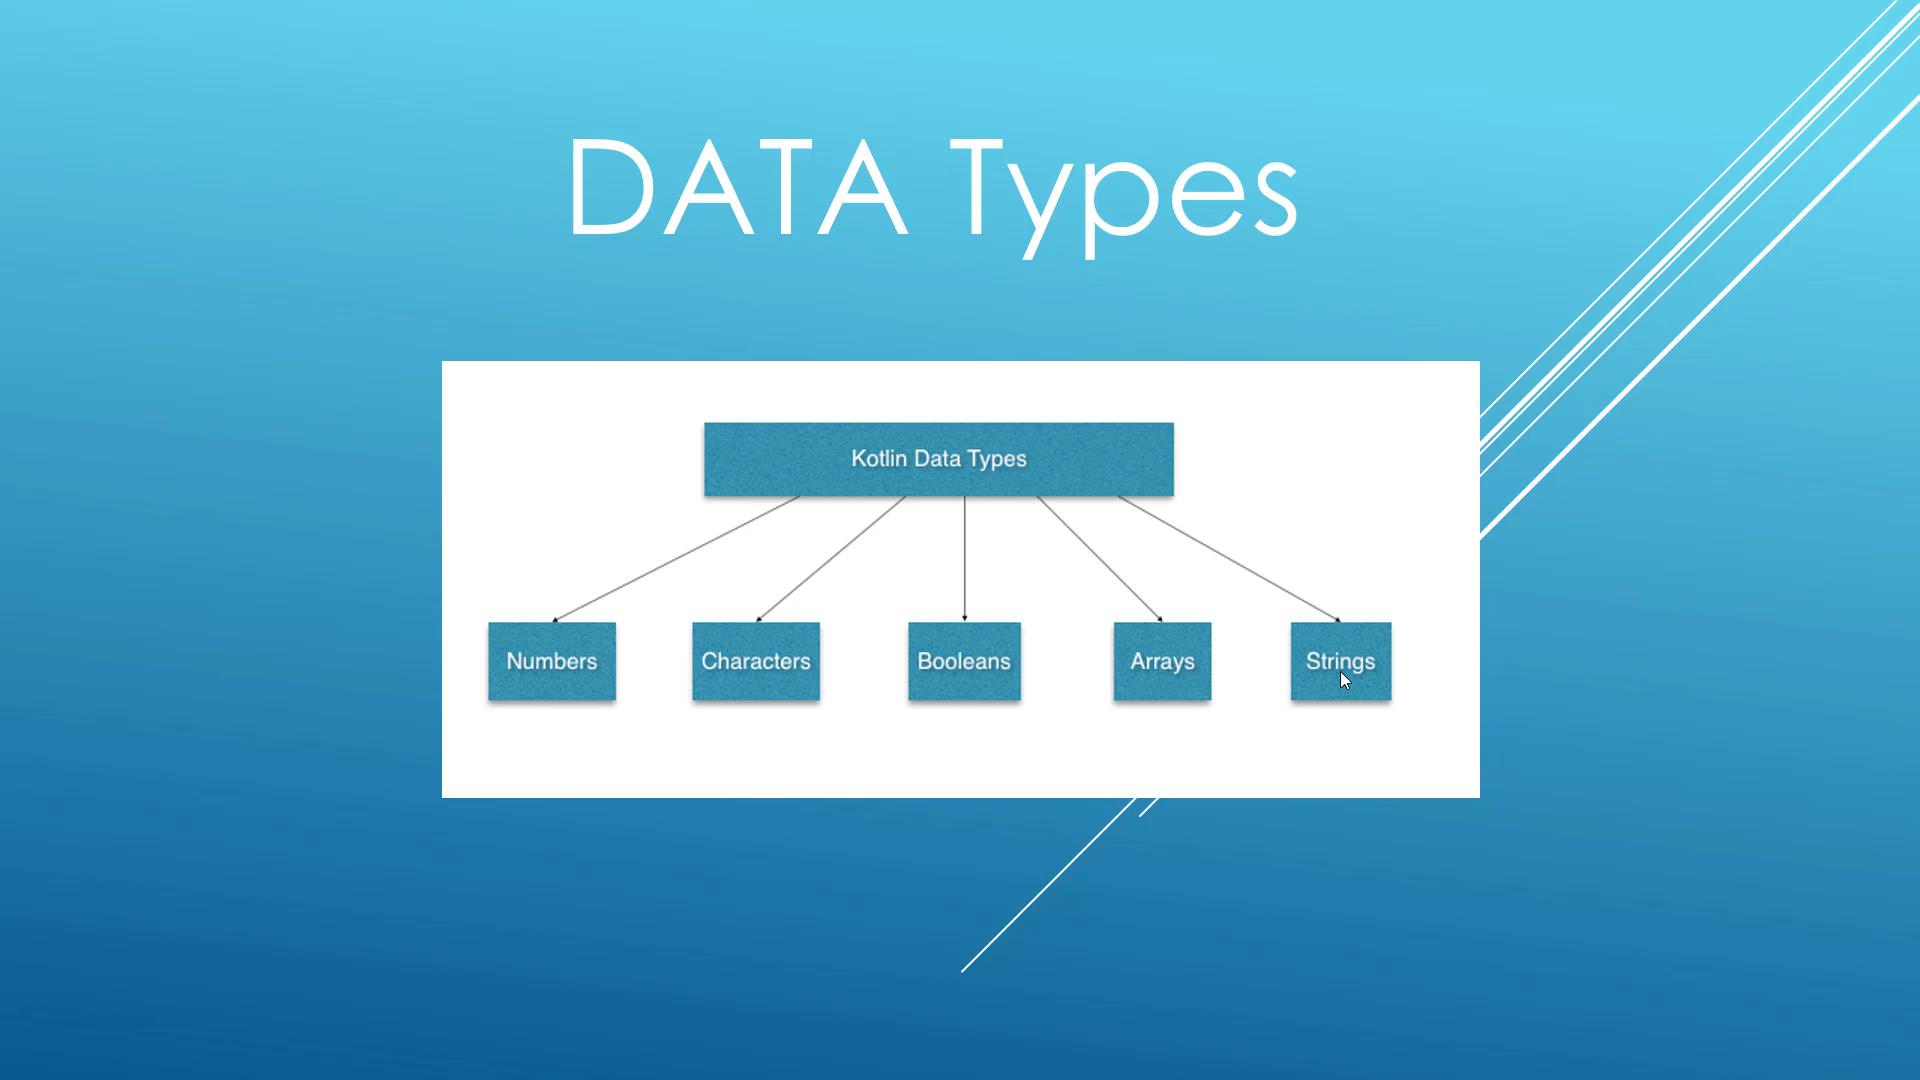 DATA Types
Kotlin Data Types
Numbers
Characters
Booleans
Arrays
Strings